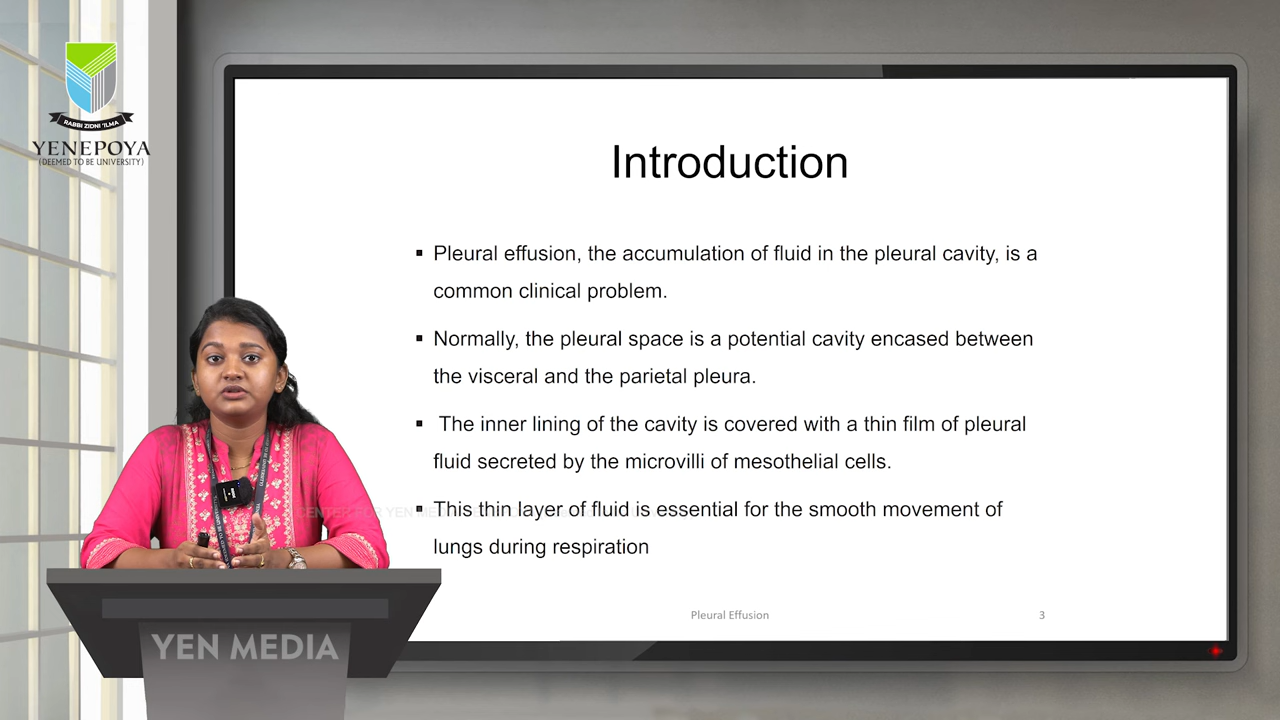 RABBI ZIDNI 'ILMA
YENEPOYA
(DEEMED TO BE UNIVERSITY)
Introduction
▪ Pleural effusion, the accumulation of fluid in the pleural cavity, is a
common clinical problem.
▪ Normally, the pleural space is a potential cavity encased between
the visceral and the parietal pleura.
▪ The inner lining of the cavity is covered with a thin film of pleural
fluid secreted by the microvilli of mesothelial cells.
▪ This thin layer of fluid is essential for the smooth movement of
lungs during respiration
CENTER FOR YEN MEDIA
Pleural Effusion
3
YEN MEDIA